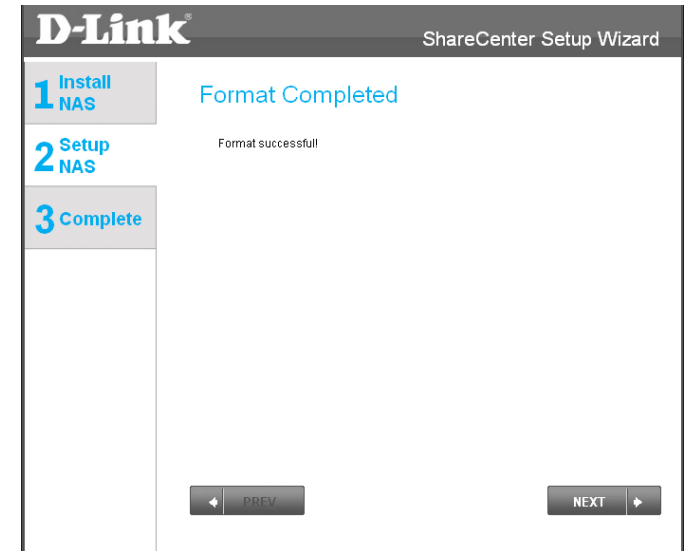 D-Link®
ShareCenter Setup Wizard
1 Install
NAS
Format Completed
Format successful!
2 Setup
NAS
3 Complete
PREV
NEXT